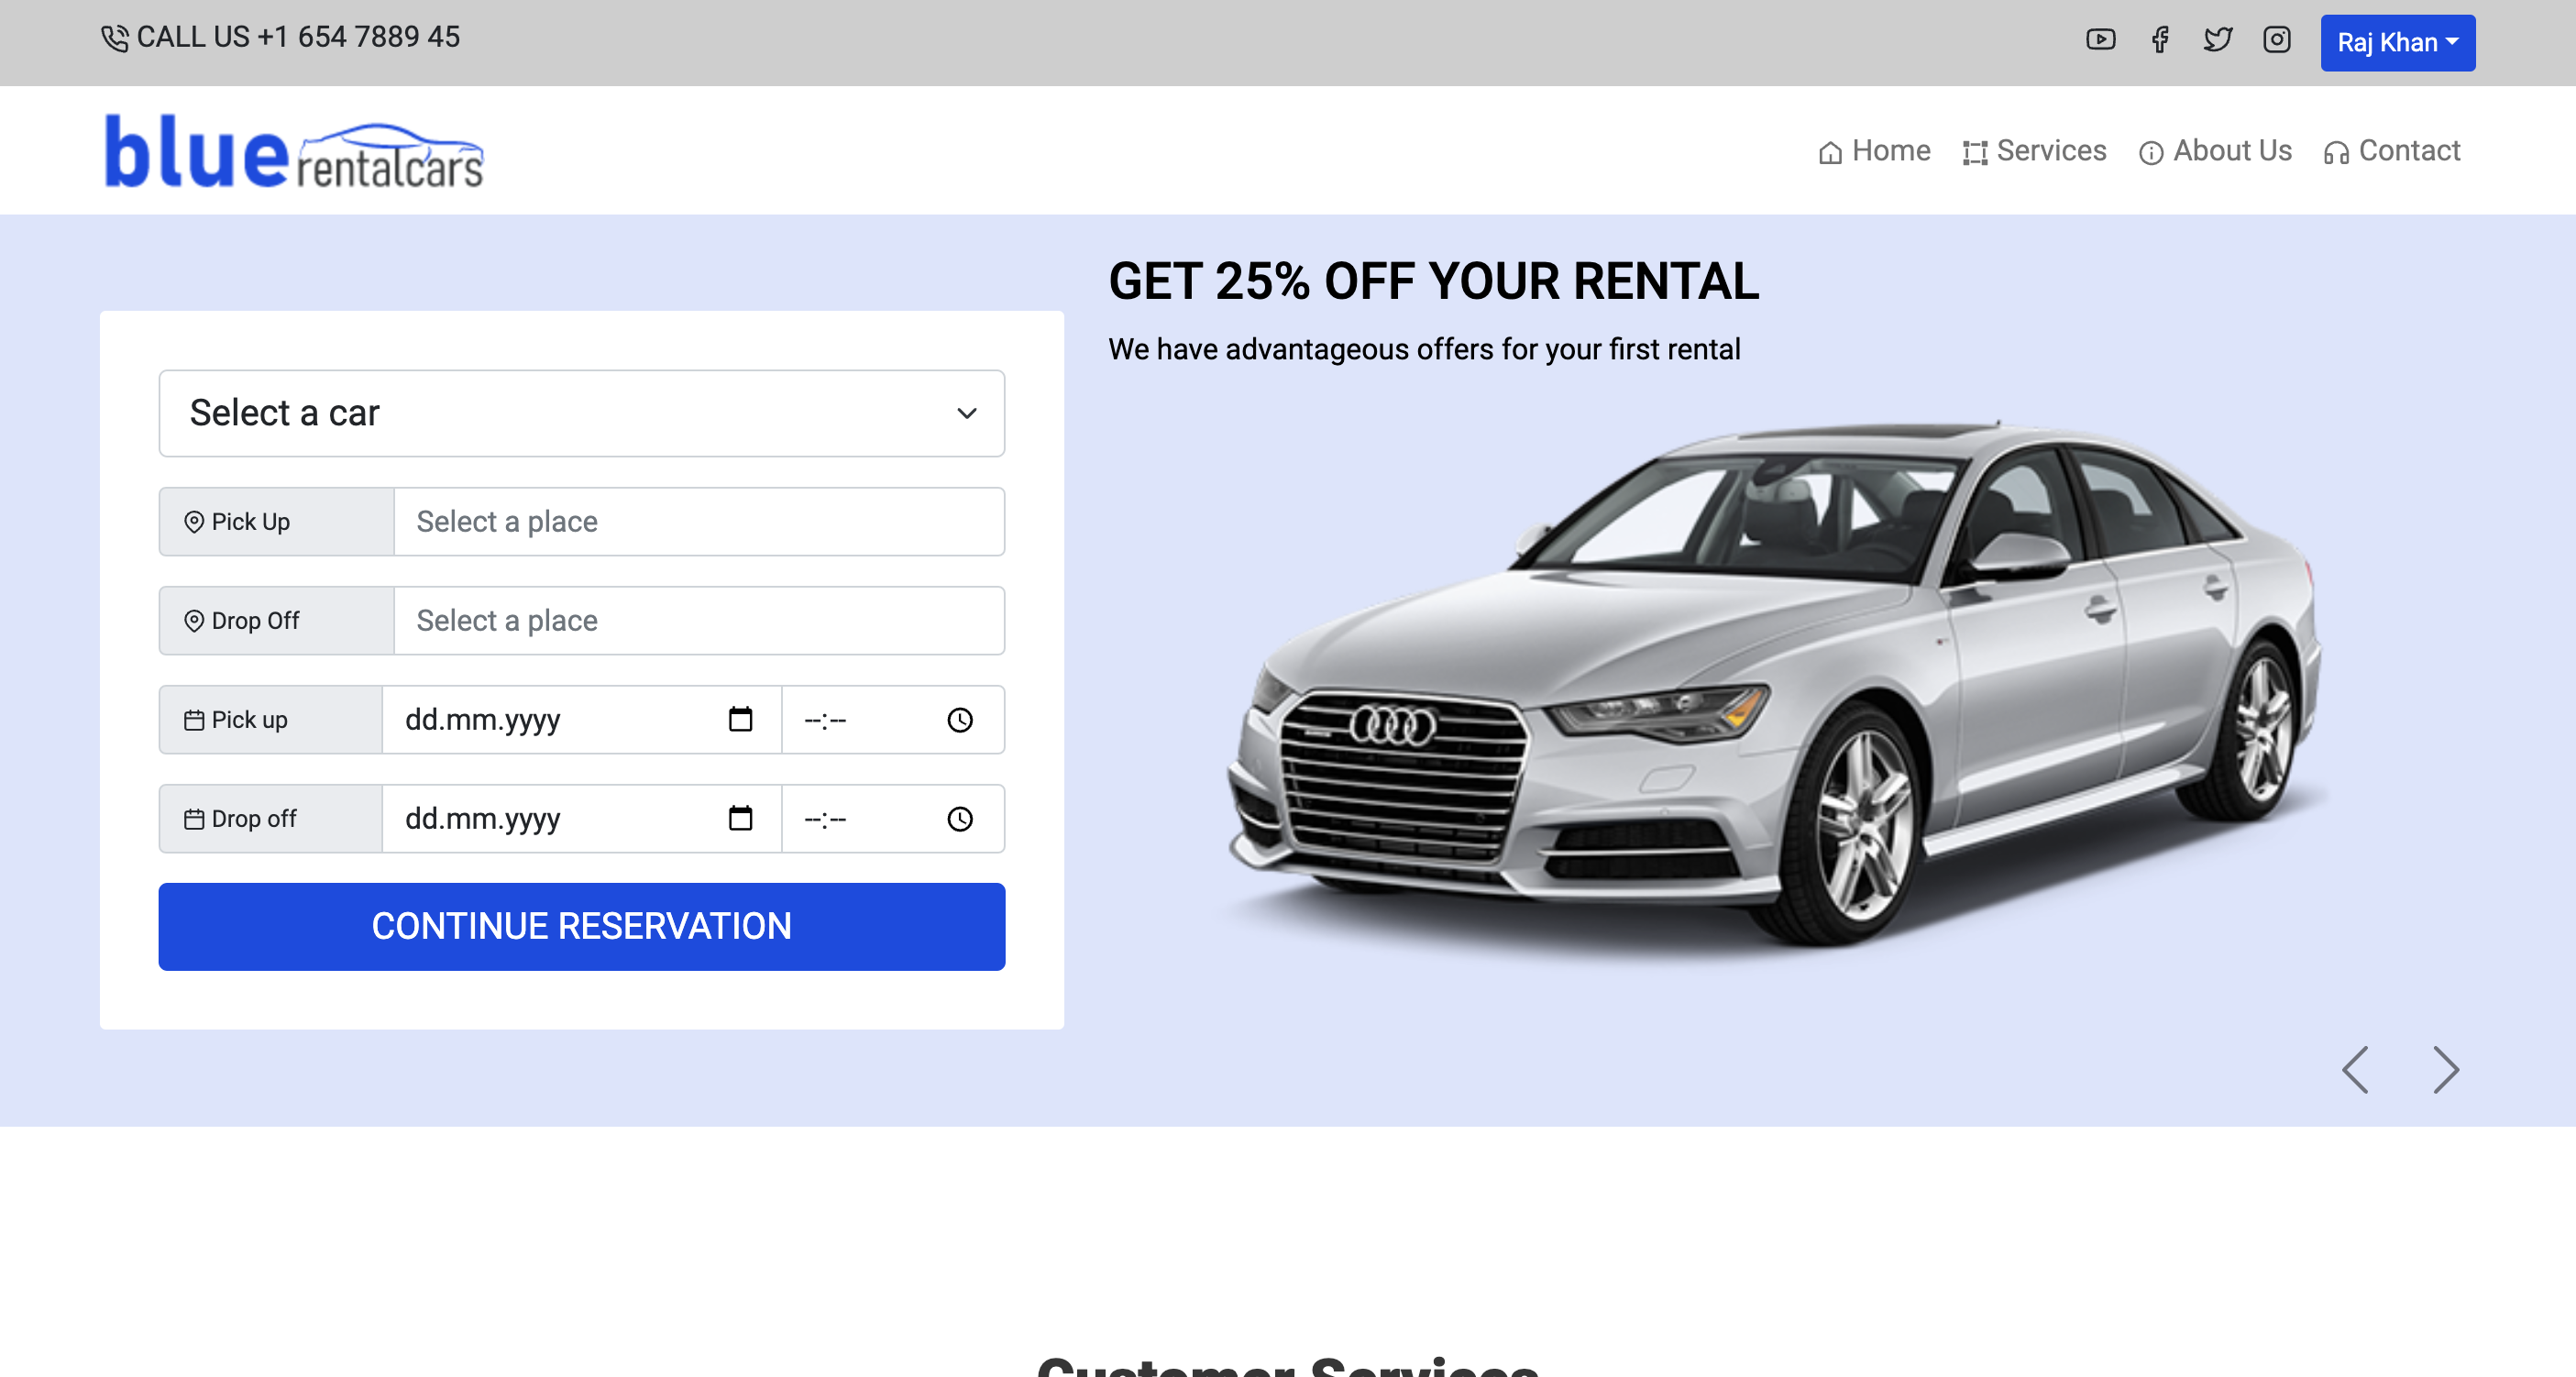 CALL US +1 654 7889 45
Raj Khan
blue rentalcars
Home Services About Us Contact
GET 25% OFF YOUR RENTAL
We have advantageous offers for your first rental
Select a car
Pick Up Select a place
Drop Off Select a place
Pick up dd.mm.yyyy --:--
Drop off dd.mm.yyyy --:--
CONTINUE RESERVATION
Customer Services